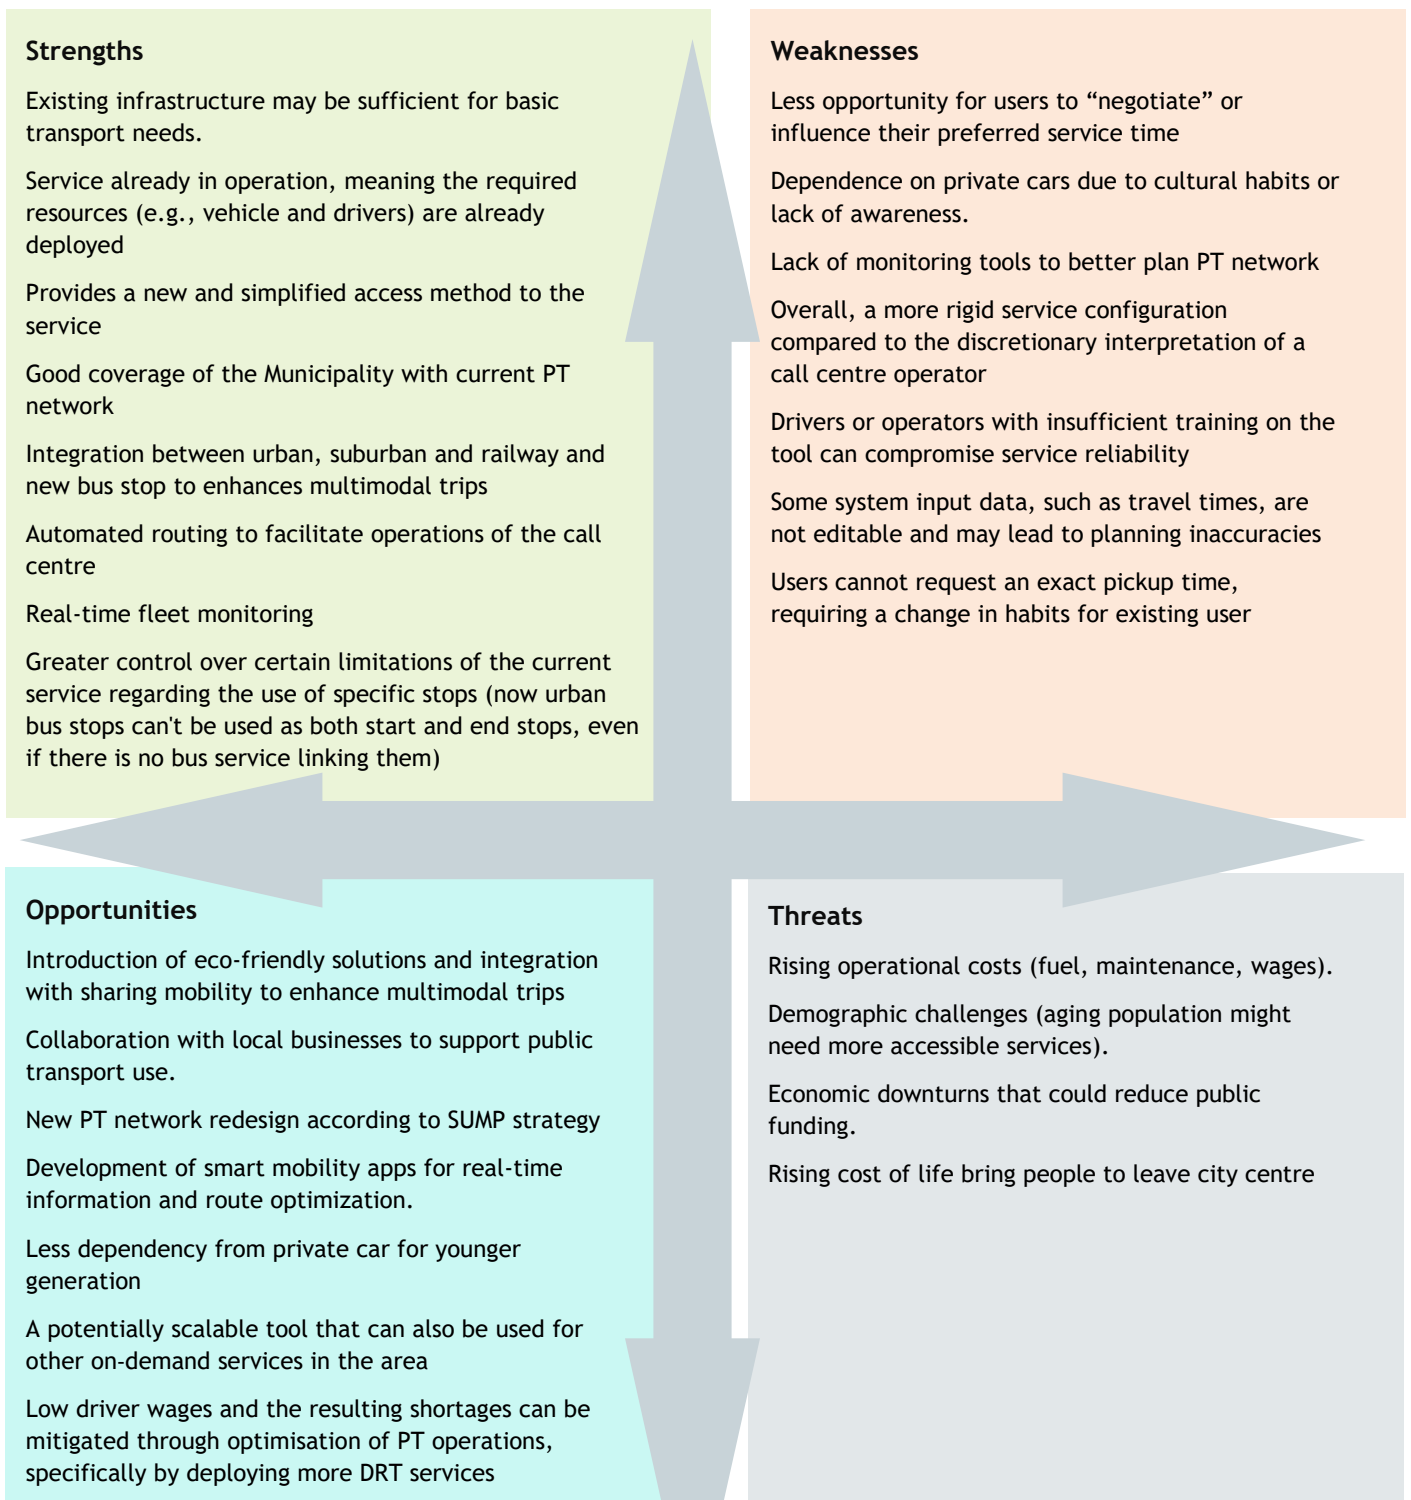 Strengths
Existing infrastructure may be sufficient for basic
transport needs.
Service already in operation, meaning the required
resources (e.g., vehicle and drivers) are already
deployed
Provides a new and simplified access method to the
service
Good coverage of the Municipality with current PT
network
Integration between urban, suburban and railway and
new bus stop to enhances multimodal trips
Automated routing to facilitate operations of the call
centre
Real-time fleet monitoring
Greater control over certain limitations of the current
service regarding the use of specific stops (now urban
bus stops can't be used as both start and end stops, even
if there is no bus service linking them)
Weaknesses
Less opportunity for users to “negotiate” or
influence their preferred service time
Dependence on private cars due to cultural habits or
lack of awareness.
Lack of monitoring tools to better plan PT network
Overall, a more rigid service configuration
compared to the discretionary interpretation of a
call centre operator
Drivers or operators with insufficient training on the
tool can compromise service reliability
Some system input data, such as travel times, are
not editable and may lead to planning inaccuracies
Users cannot request an exact pickup time,
requiring a change in habits for existing user
Opportunities
Introduction of eco-friendly solutions and integration
with sharing mobility to enhance multimodal trips
Collaboration with local businesses to support public
transport use.
New PT network redesign according to SUMP strategy
Development of smart mobility apps for real-time
information and route optimization.
Less dependency from private car for younger
generation
A potentially scalable tool that can also be used for
other on-demand services in the area
Low driver wages and the resulting shortages can be
mitigated through optimisation of PT operations,
specifically by deploying more DRT services
Threats
Rising operational costs (fuel, maintenance, wages).
Demographic challenges (aging population might
need more accessible services).
Economic downturns that could reduce public
funding.
Rising cost of life bring people to leave city centre